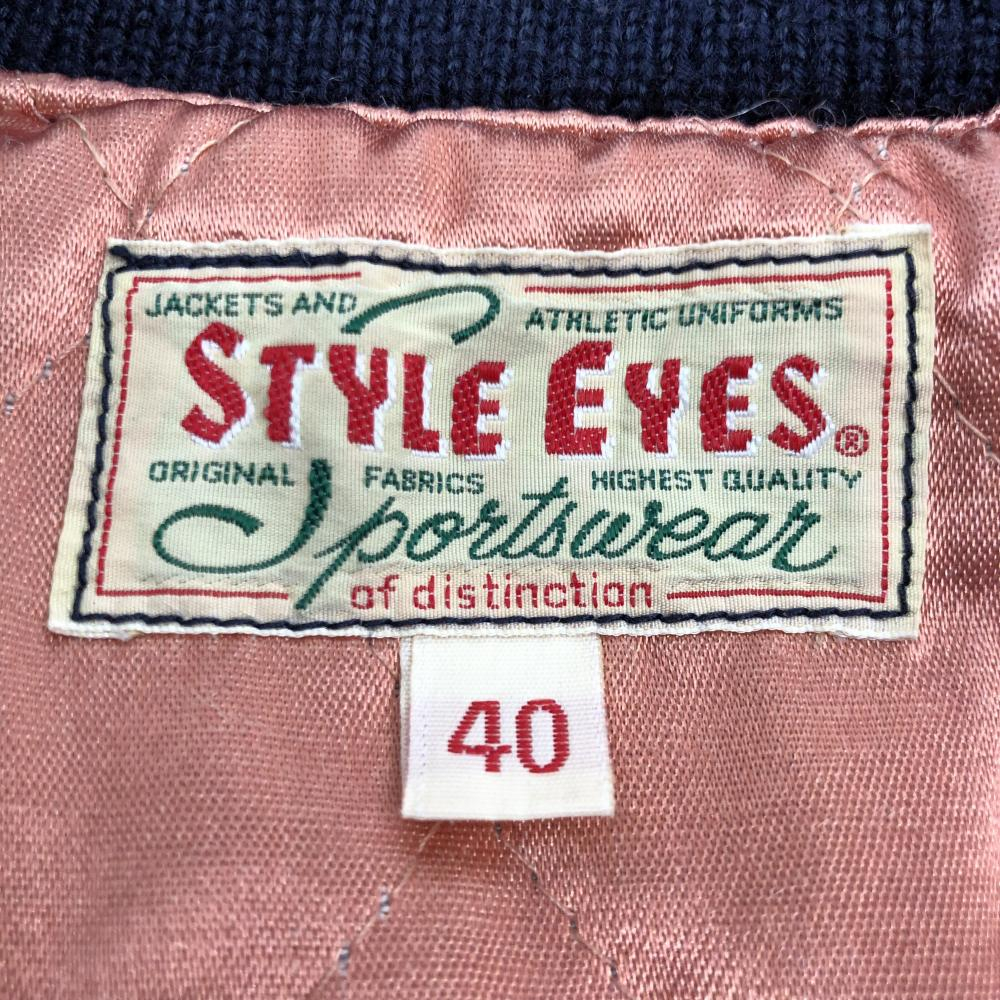 JACKETS AND ATHLETIC UNIFORMS
STYLE EYES®
ORIGINAL FABRICS HIGHEST QUALITY
Sportswear
of distinction
40